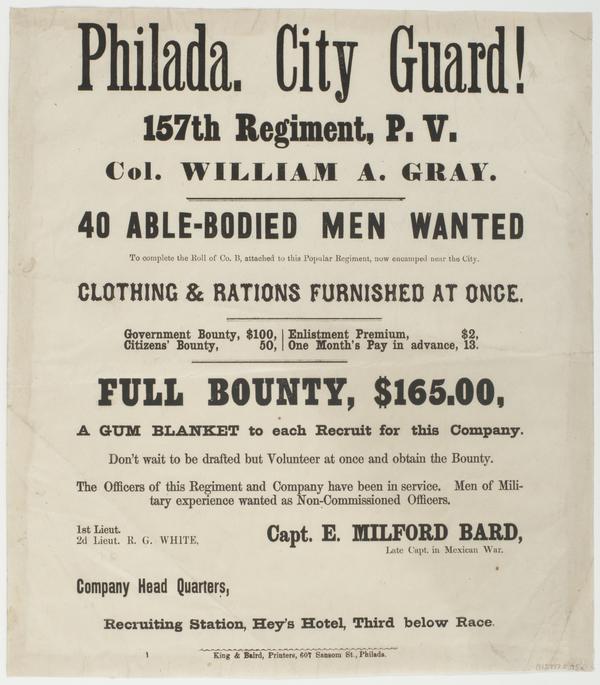 Philada. City Guard!
157th Regiment, P. V.
Col. WILLIAM A. GRAY.
40 ABLE-BODIED MEN WANTED
To complete the Roll of Co. B, attached to this Popular Regiment, now encamped near the City.
CLOTHING & RATIONS FURNISHED AT ONCE.
Government Bounty, $100, | Enlistment Premium, $2,
Citizens' Bounty, 50, | One Month's Pay in advance, 13.
FULL BOUNTY, $165.00,
A GUM BLANKET to each Recruit for this Company.
Don't wait to be drafted but Volunteer at once and obtain the Bounty.
The Officers of this Regiment and Company have been in service. Men of Mili-
tary experience wanted as Non-Commissioned Officers.
1st Lieut.
2d Lieut. R. G. WHITE,
Capt. E. MILFORD BARD,
Late Capt. in Mexican War.
Company Head Quarters,
Recruiting Station, Hey's Hotel, Third below Race.
King & Baird, Printers, 607 Sansom St., Philada.